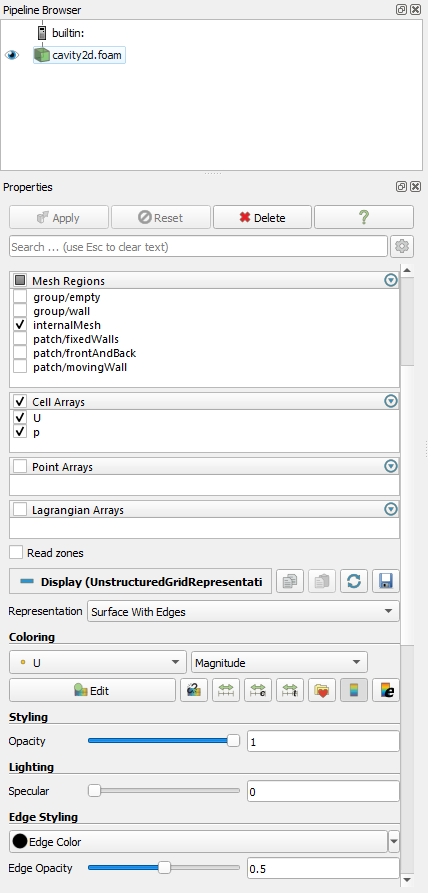 Pipeline Browser
builtin:
cavity2d.foam
Properties
Apply Reset Delete ?
Search ... (use Esc to clear text)
Mesh Regions
group/empty
group/wall
internalMesh
patch/fixedWalls
patch/frontAndBack
patch/movingWall
Cell Arrays
U
p
Point Arrays
Lagrangian Arrays
Read zones
Display (UnstructuredGridRepresentati
Representation Surface With Edges
Coloring
U Magnitude
Edit
Styling
Opacity 1
Lighting
Specular 0
Edge Styling
Edge Color
Edge Opacity 0.5